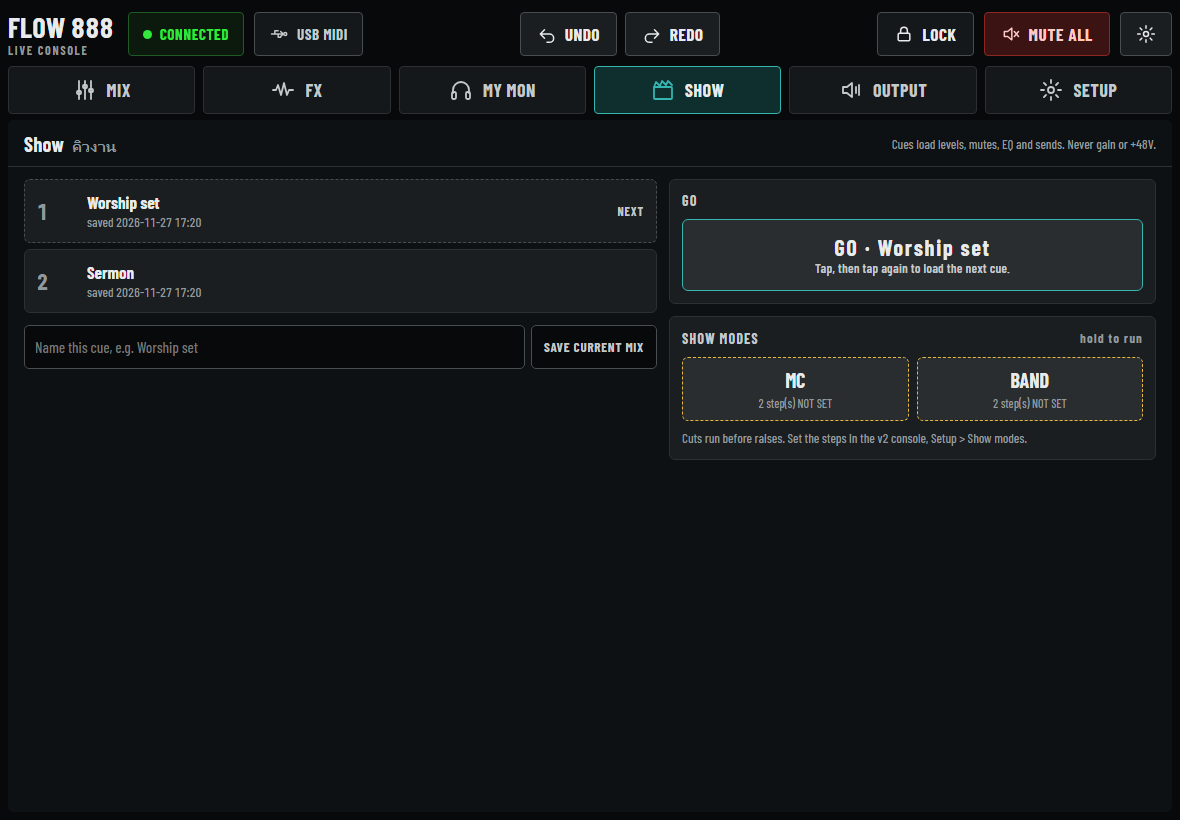 FLOW 888
LIVE CONSOLE
CONNECTED
USB MIDI
UNDO
REDO
LOCK
MUTE ALL
MIX
FX
MY MON
SHOW
OUTPUT
SETUP
Show คิวงาน
Cues load levels, mutes, EQ and sends. Never gain or +48V.
1
Worship set
saved 2026-11-27 17:20
NEXT
2
Sermon
saved 2026-11-27 17:20
Name this cue, e.g. Worship set
SAVE CURRENT MIX
GO
GO · Worship set
Tap, then tap again to load the next cue.
SHOW MODES
hold to run
MC
2 step(s) NOT SET
BAND
2 step(s) NOT SET
Cuts run before raises. Set the steps in the v2 console, Setup > Show modes.